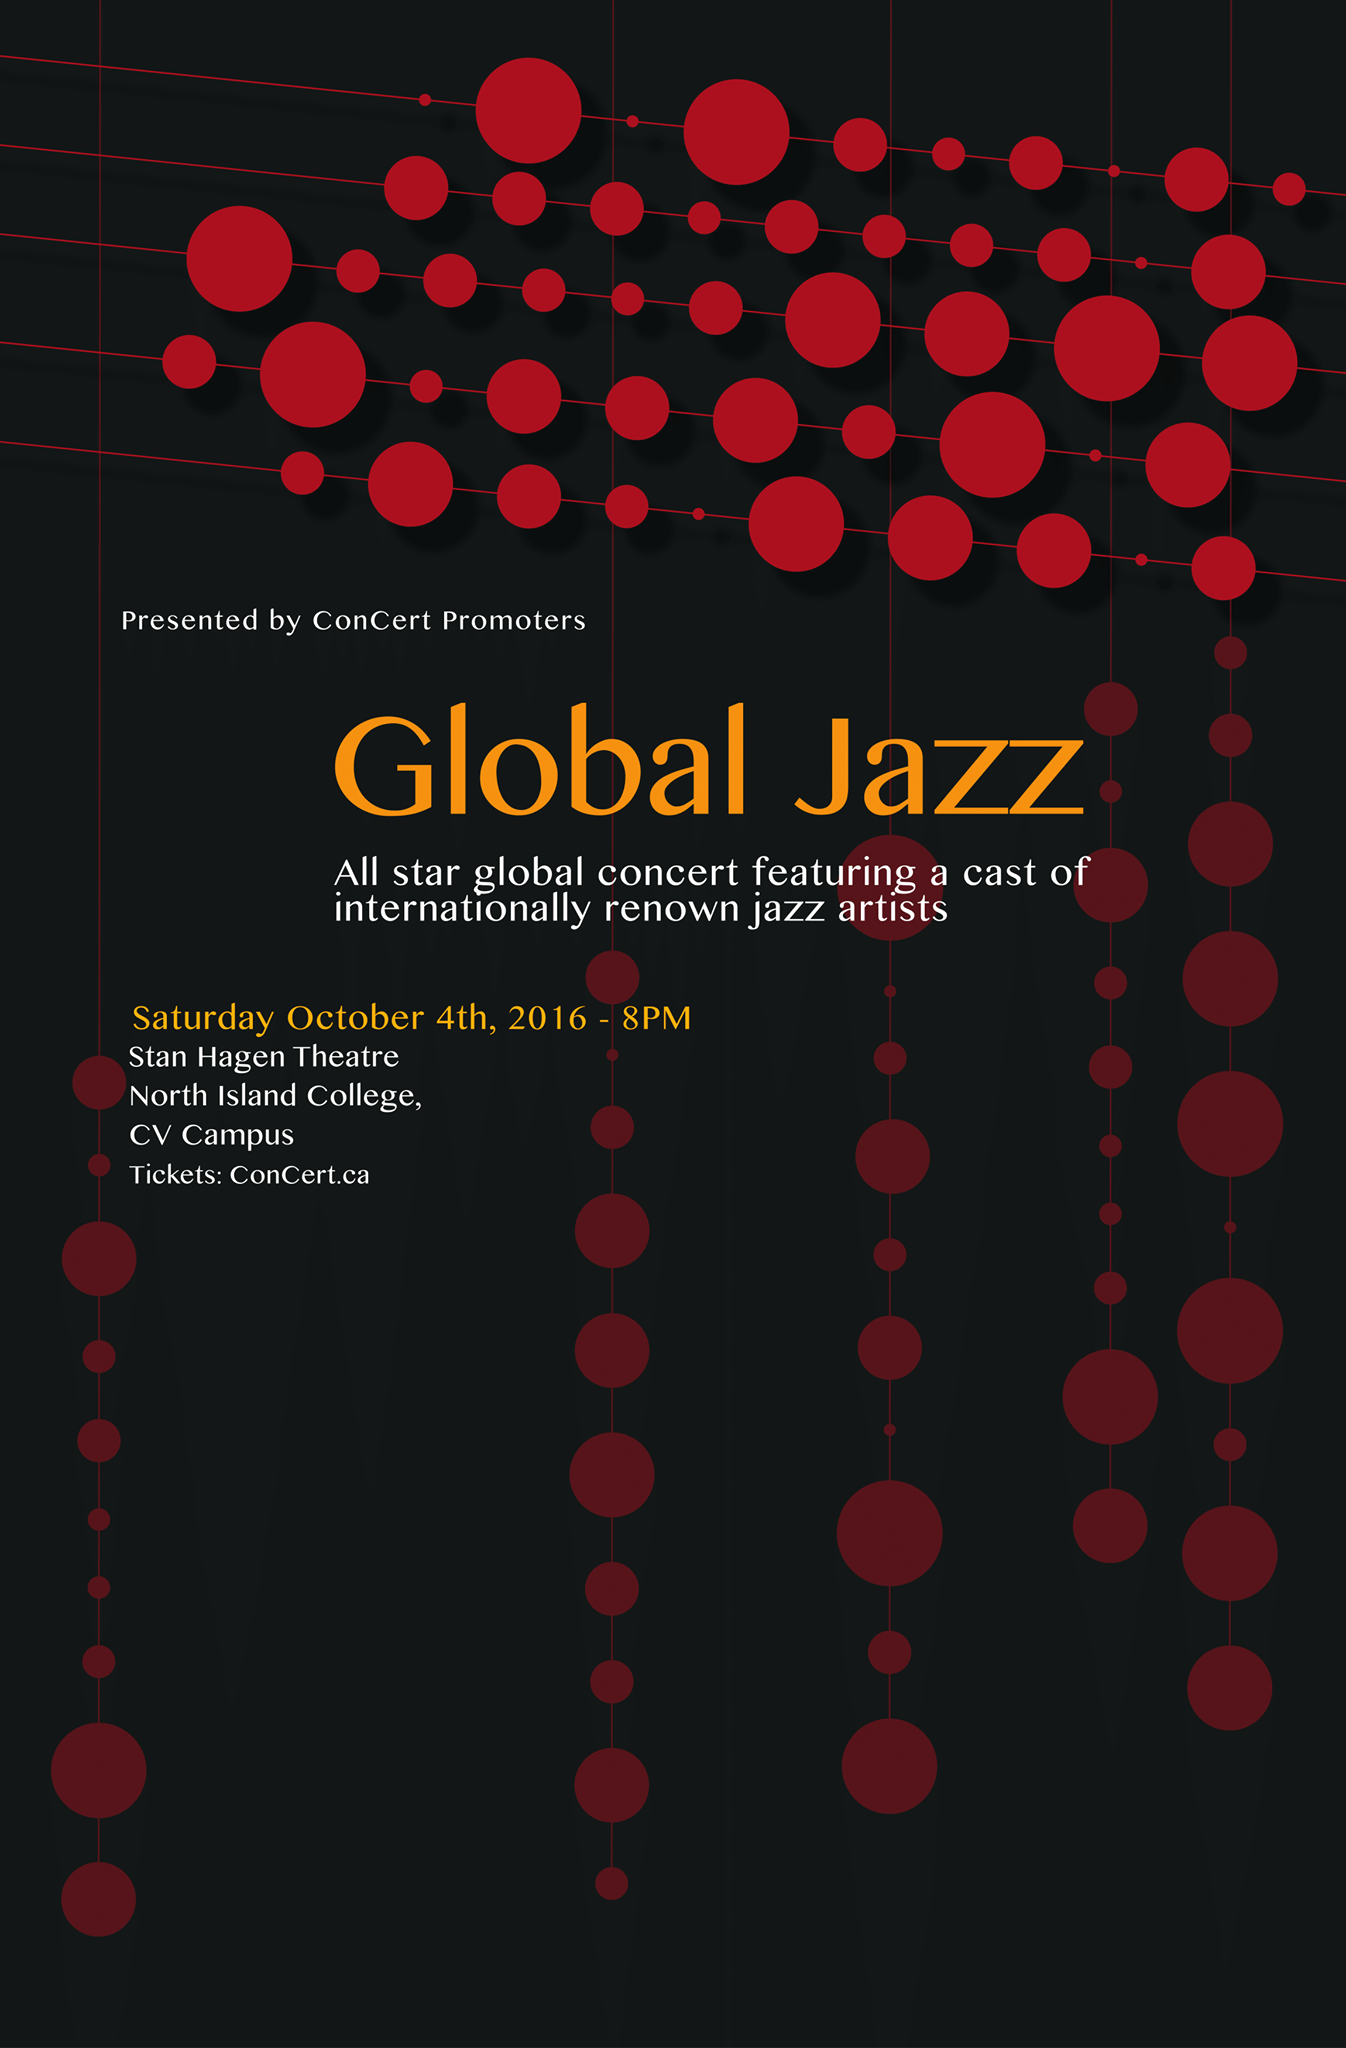 Presented by ConCert Promoters
Global Jazz
All star global concert featuring a cast of
internationally renown jazz artists
Saturday October 4th, 2016 - 8PM
Stan Hagen Theatre
North Island College,
CV Campus
Tickets: ConCert.ca